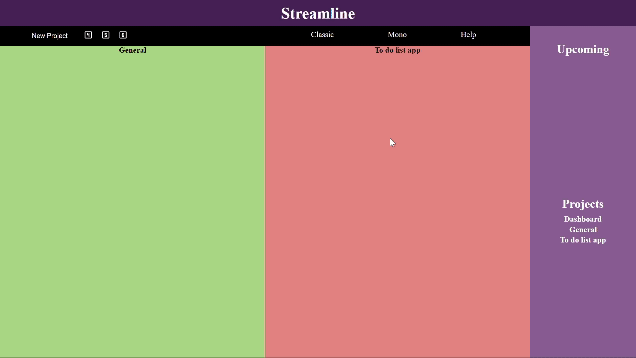 Streamline
New Project
Classic Mono Help
General
To do list app
Upcoming
Projects
Dashboard
General
To do list app